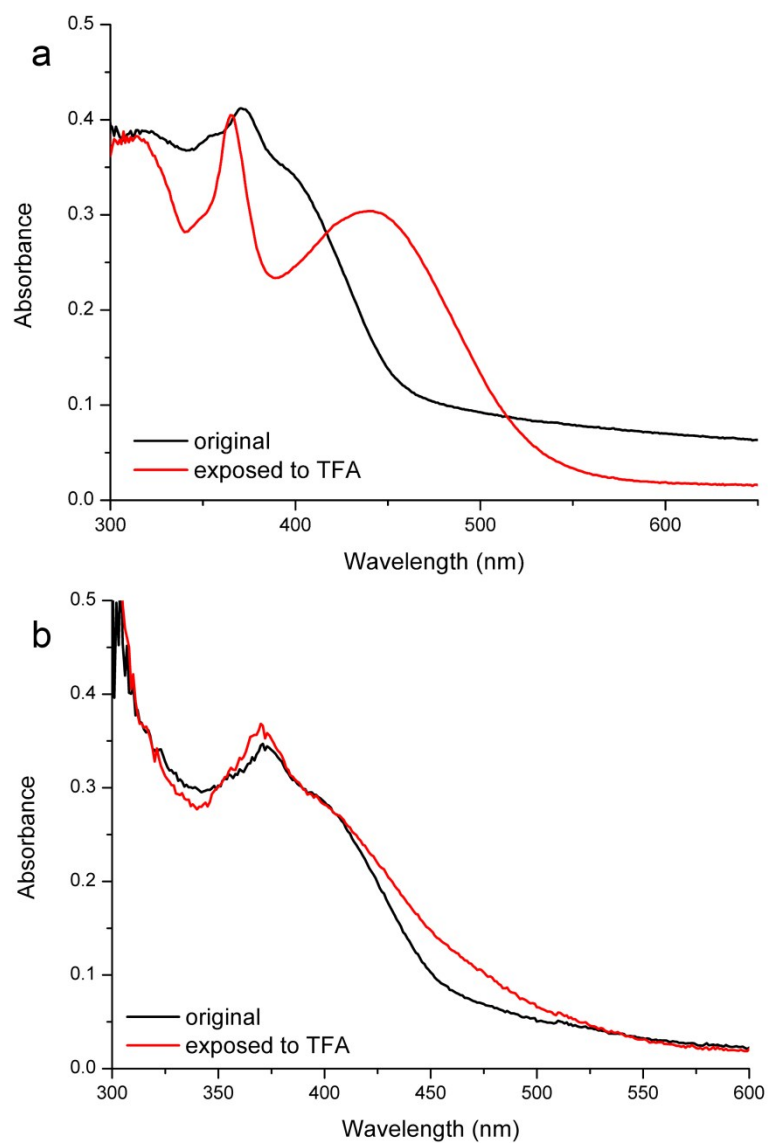 a
0.5
0.4
0.3
0.2
0.1
0.0
Absorbance
original
exposed to TFA
300 400 500 600
Wavelength (nm)
b
0.5
0.4
0.3
0.2
0.1
0.0
Absorbance
original
exposed to TFA
300 350 400 450 500 550 600
Wavelength (nm)